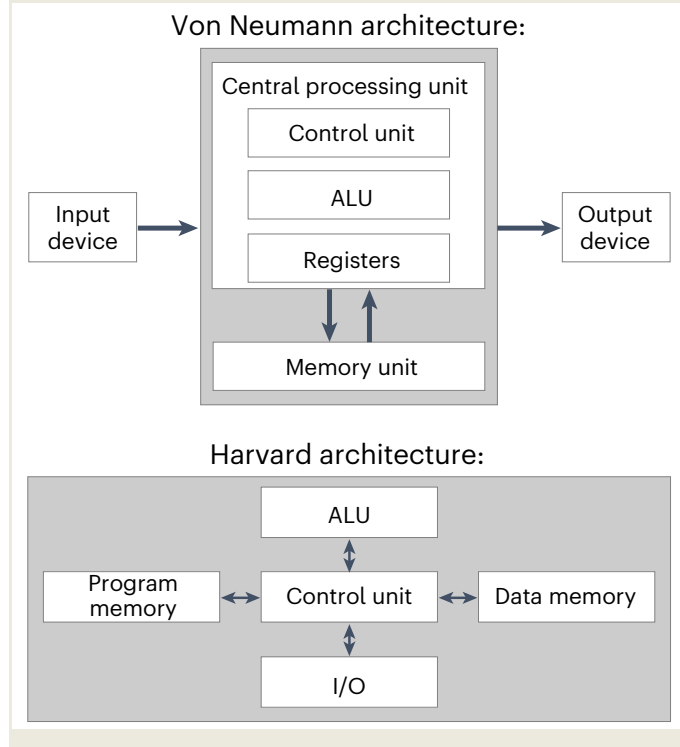 Von Neumann architecture:
Central processing unit
Control unit
ALU
Registers
Input
device
Output
device
Memory unit
Harvard architecture:
ALU
Program
memory
Control unit
Data memory
I/O